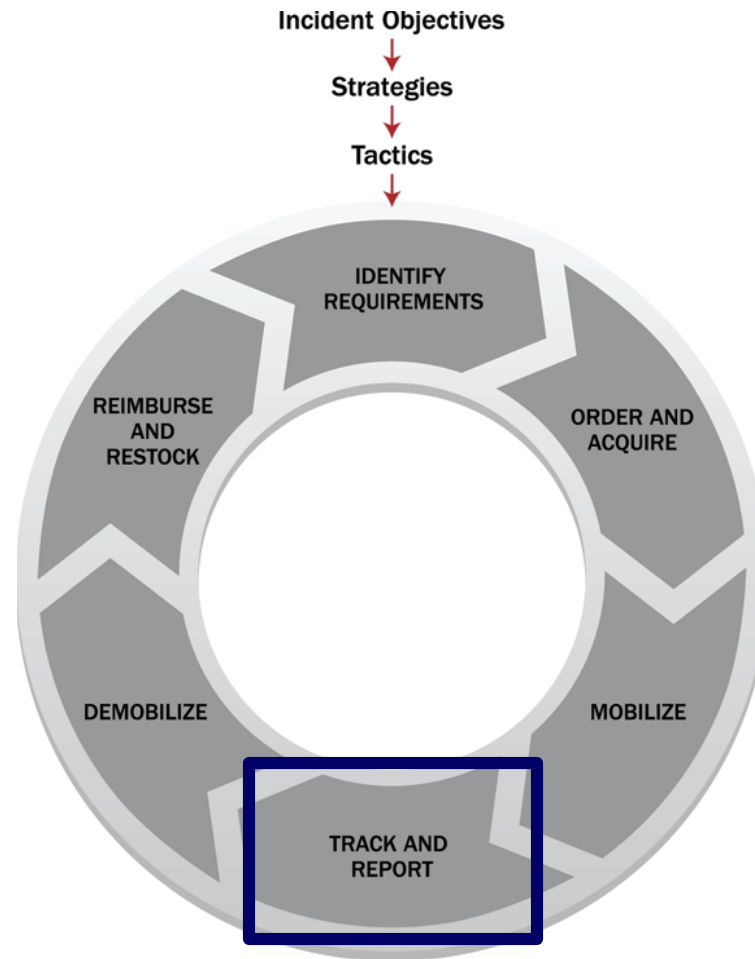 Incident Objectives
Strategies
Tactics
IDENTIFY
REQUIREMENTS
ORDER AND
ACQUIRE
MOBILIZE
TRACK AND
REPORT
DEMOBILIZE
REIMBURSE
AND
RESTOCK